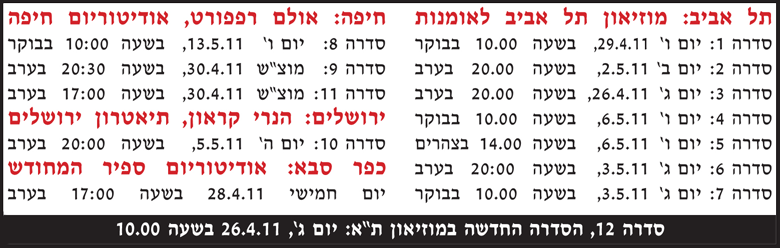 תל אביב: מוזיאון תל אביב לאומנות
סדרה 1: יום ו' 29.4.11, בשעה 10.00 בבוקר
סדרה 2: יום ב' 2.5.11, בשעה 20.00 בערב
סדרה 3: יום ג' 26.4.11, בשעה 20.00 בערב
סדרה 4: יום ו' 6.5.11, בשעה 10.00 בבוקר
סדרה 5: יום ו' 6.5.11, בשעה 14.00 בצהרים
סדרה 6: יום ג' 3.5.11, בשעה 20:00 בערב
סדרה 7: יום ג' 3.5.11, בשעה 10.00 בבוקר
חיפה: אולם רפפורט, אודיטוריום חיפה
סדרה 8: יום ו' 13.5.11, בשעה 10:00 בבוקר
סדרה 9: מוצ"ש 30.4.11, בשעה 20:30 בערב
סדרה 11: מוצ"ש 30.4.11, בשעה 17:00 בערב
ירושלים: הנרי קראון, תיאטרון ירושלים
סדרה 10: יום ה' 5.5.11, בשעה 20:00 בערב
כפר סבא: אודיטוריום ספיר המחודש
יום חמישי 28.4.11 בשעה 17:00 בערב
סדרה 12, הסדרה החדשה במוזיאון ת"א: יום ג', 26.4.11 בשעה 10.00